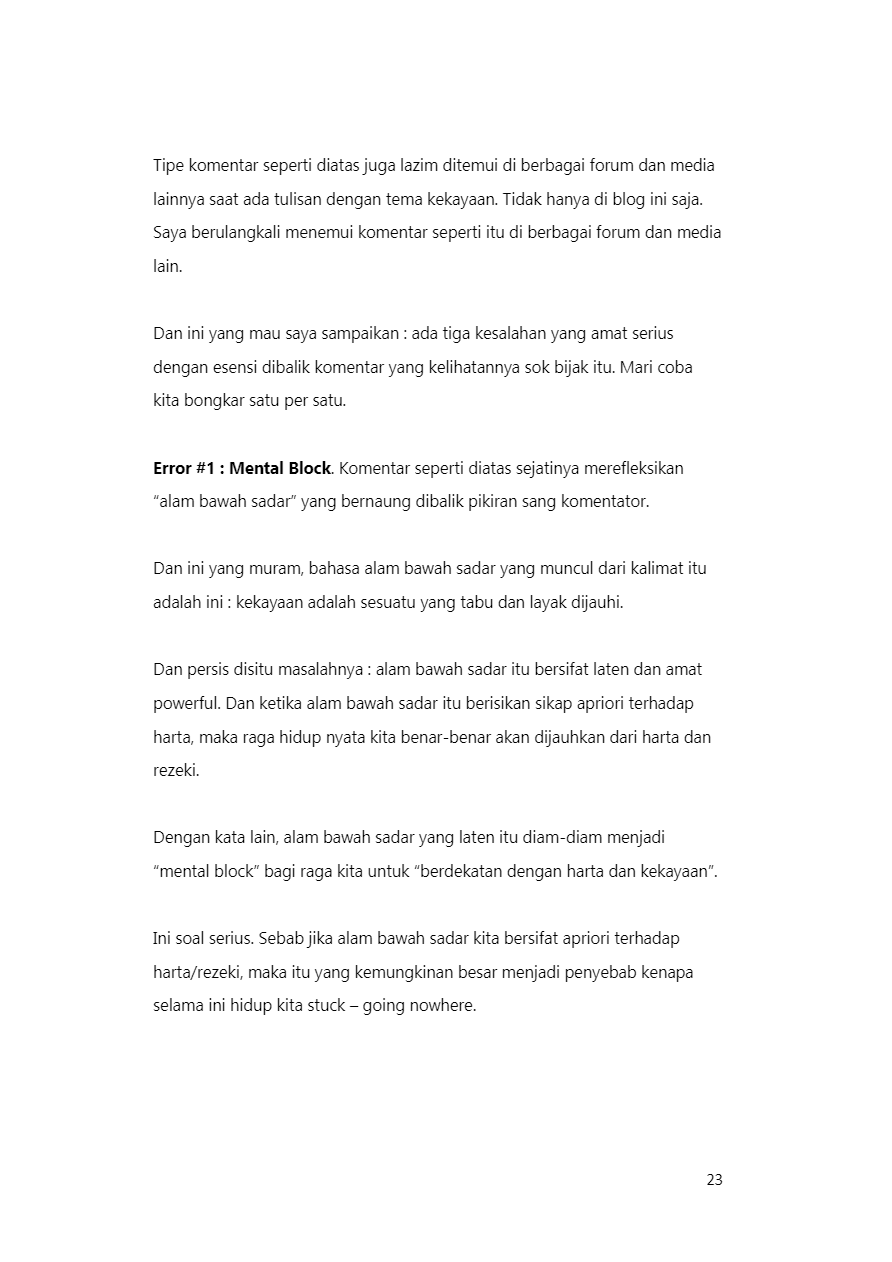 Tipe komentar seperti diatas juga lazim ditemui di berbagai forum dan media
lainnya saat ada tulisan dengan tema kekayaan. Tidak hanya di blog ini saja.
Saya berulangkali menemui komentar seperti itu di berbagai forum dan media
lain.
Dan ini yang mau saya sampaikan : ada tiga kesalahan yang amat serius
dengan esensi dibalik komentar yang kelihatannya sok bijak itu. Mari coba
kita bongkar satu per satu.
Error #1 : Mental Block. Komentar seperti diatas sejatinya merefleksikan
“alam bawah sadar” yang bernaung dibalik pikiran sang komentator.
Dan ini yang muram, bahasa alam bawah sadar yang muncul dari kalimat itu
adalah ini : kekayaan adalah sesuatu yang tabu dan layak dijauhi.
Dan persis disitu masalahnya : alam bawah sadar itu bersifat laten dan amat
powerful. Dan ketika alam bawah sadar itu berisikan sikap apriori terhadap
harta, maka raga hidup nyata kita benar-benar akan dijauhkan dari harta dan
rezeki.
Dengan kata lain, alam bawah sadar yang laten itu diam-diam menjadi
“mental block” bagi raga kita untuk “berdekatan dengan harta dan kekayaan”.
Ini soal serius. Sebab jika alam bawah sadar kita bersifat apriori terhadap
harta/rezeki, maka itu yang kemungkinan besar menjadi penyebab kenapa
selama ini hidup kita stuck – going nowhere.
23